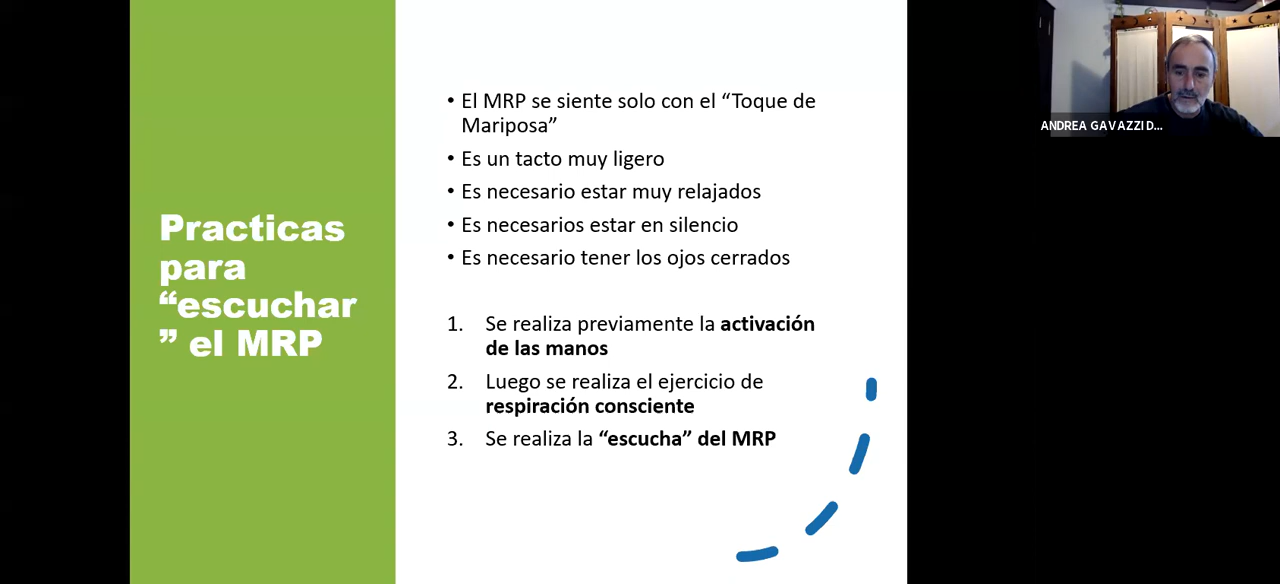 Practicas
para
“escuchar
” el MRP
• El MRP se siente solo con el “Toque de
Mariposa”
• Es un tacto muy ligero
• Es necesario estar muy relajados
• Es necesarios estar en silencio
• Es necesario tener los ojos cerrados
1. Se realiza previamente la activación
de las manos
2. Luego se realiza el ejercicio de
respiración consciente
3. Se realiza la “escucha” del MRP
ANDREA GAVAZZI D...